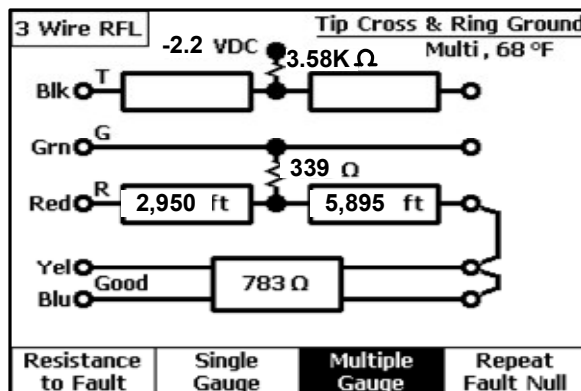 3 Wire RFL
Tip Cross & Ring Ground
Multi, 68 °F
-2.2 VDC
3.58K Ω
Blk T
Grn G
339 Ω
Red R 2,950 ft 5,895 ft
Yel
Good
Blu
783 Ω
Resistance to Fault
Single Gauge
Multiple Gauge
Repeat Fault Null